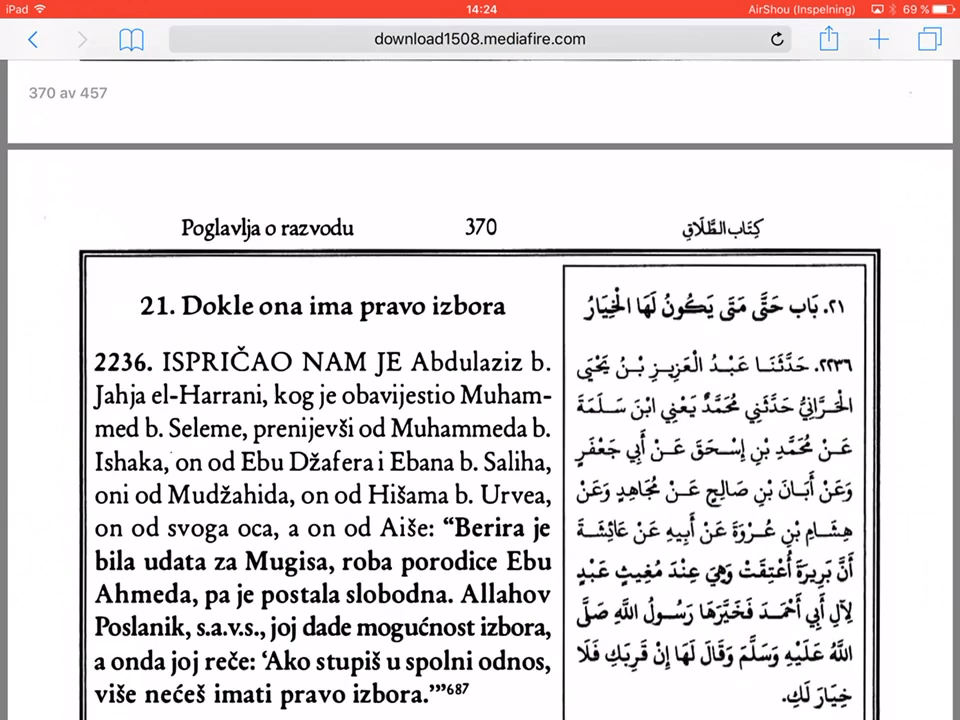 iPad 14:24 AirShou (Inspelning) 69 %
download1508.mediafire.com
370 av 457
Poglavlja o razvodu 370 كِتَاب الطَّلَاقِ
21. Dokle ona ima pravo izbora
2236. ISPRIČAO NAM JE Abdulaziz b.
Jahja el-Harrani, kog je obavijestio Muham-
med b. Seleme, prenijevši od Muhammeda b.
Ishaka, on od Ebu Džafera i Ebana b. Saliha,
oni od Mudžahida, on od Hišama b. Urvea,
on od svoga oca, a on od Aiše: “Berira je
bila udata za Mugisa, roba porodice Ebu
Ahmeda, pa je postala slobodna. Allahov
Poslanik, s.a.v.s., joj dade mogućnost izbora,
a onda joj reče: ‘Ako stupiš u spolni odnos,
više nećeš imati pravo izbora.’”687
٢١. بَاب حَتَّى مَتَى يَكُونُ لَهَا الْخِيَارُ
٢٢٣٦. حَدَّثَنَا عَبْدُ الْعَزِيزِ بْنُ يَحْيَى
الْحَرَّانِيُّ حَدَّثَنِي مُحَمَّدٌ يَعْنِي ابْنَ سَلَمَةَ
عَنْ مُحَمَّدِ بْنِ إِسْحَقَ عَنْ أَبِي جَعْفَرٍ
وَعَنْ أَبَانَ بْنِ صَالِحٍ عَنْ مُجَاهِدٍ وَعَنْ
هِشَامِ بْنِ عُرْوَةَ عَنْ أَبِيهِ عَنْ عَائِشَةَ
أَنَّ بَرِيرَةَ أُعْتِقَتْ وَهِيَ عِنْدَ مُغِيثٍ عَبْدٍ
لِآلِ أَبِي أَحْمَدَ فَخَيَّرَهَا رَسُولُ اللَّهِ صَلَّى
اللَّهُ عَلَيْهِ وَسَلَّمَ وَقَالَ لَهَا إِنْ قَرِبَكِ فَلَا
خِيَارَ لَكِ.